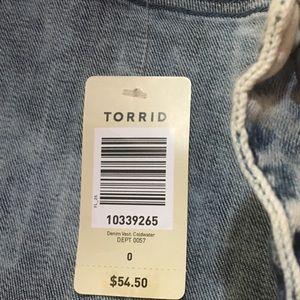 TORRID
10339265
Denim Vest, Coldwater
DEPT 0057
0
$54.50